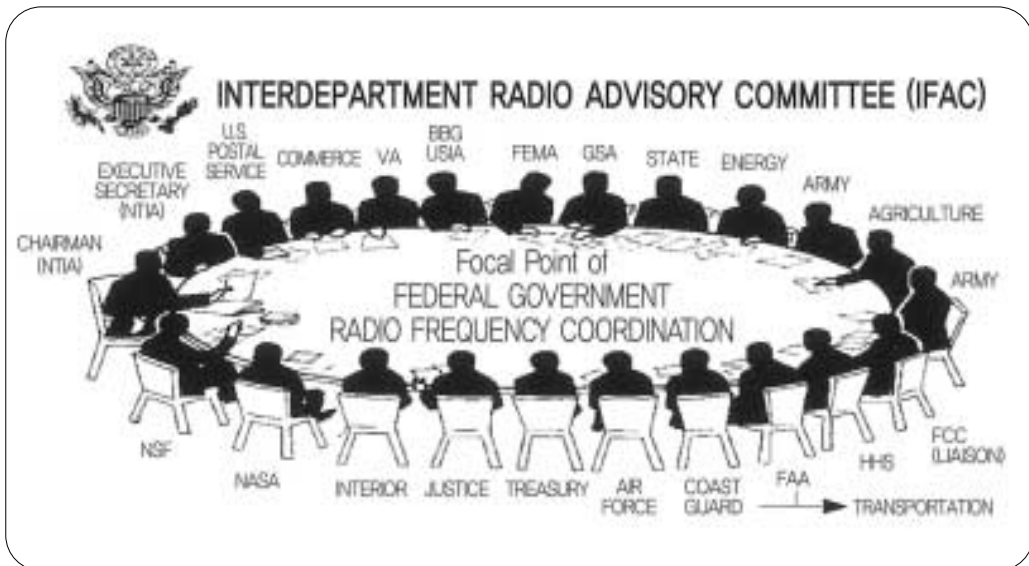 INTERDEPARTMENT RADIO ADVISORY COMMITTEE (IFAC)
CHAIRMAN
(NTIA)
EXECUTIVE
SECRETARY
(NTIA)
U.S.
POSTAL
SERVICE
COMMERCE
VA
BBG
USIA
FEMA
GSA
STATE
ENERGY
ARMY
AGRICULTURE
ARMY
Focal Point of
FEDERAL GOVERNMENT
RADIO FREQUENCY COORDINATION
NSF
NASA
INTERIOR
JUSTICE
TREASURY
AIR
FORCE
COAST
GUARD
FAA
TRANSPORTATION
HHS
FCC
(LIAISON)